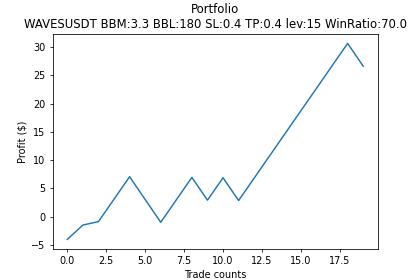 Portfolio
WAVESUSDT BBM:3.3 BBL:180 SL:0.4 TP:0.4 lev:15 WinRatio:70.0
30
25
20
15
10
5
0
−5
Profit ($)
0.0 2.5 5.0 7.5 10.0 12.5 15.0 17.5
Trade counts